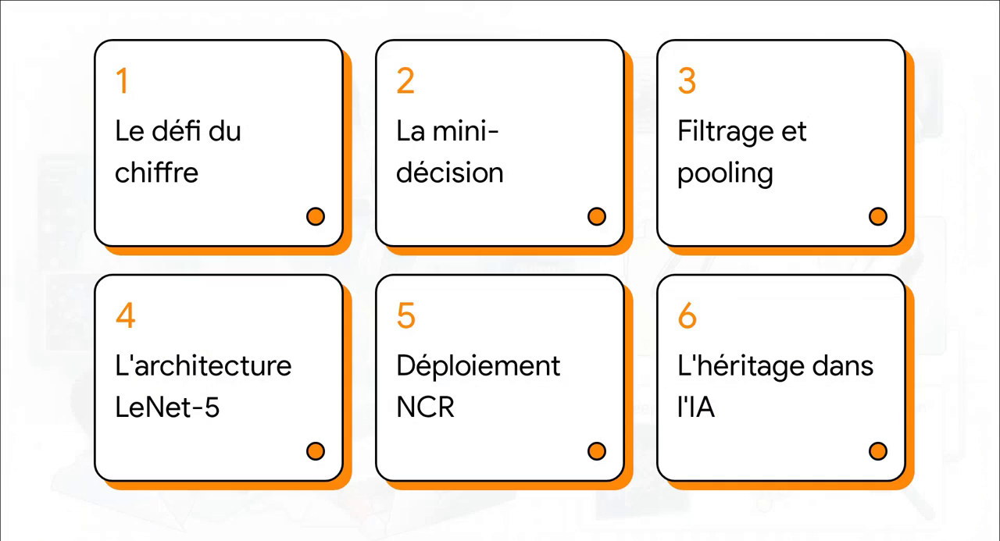 1
Le défi du
chiffre
2
La mini-
décision
3
Filtrage et
pooling
4
L'architecture
LeNet-5
5
Déploiement
NCR
6
L'héritage dans
l'IA